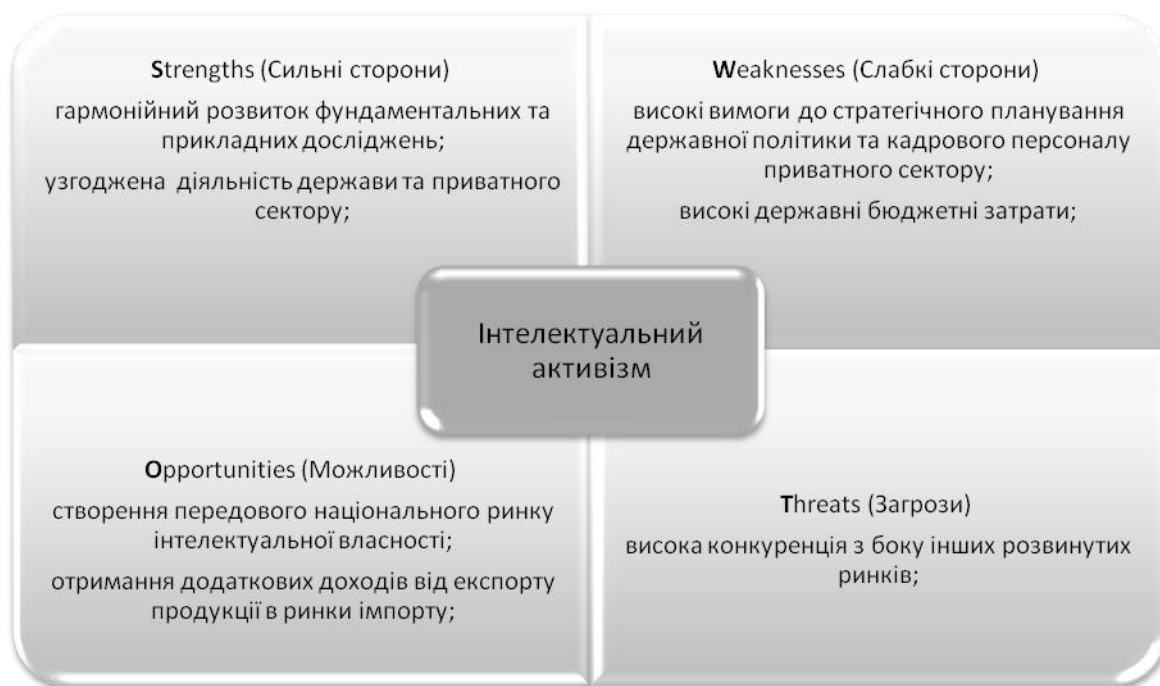 Strengths (Сильні сторони)
гармонійний розвиток фундаментальних та
прикладних досліджень;
узгоджена діяльність держави та приватного
сектору;
Weaknesses (Слабкі сторони)
високі вимоги до стратегічного планування
державної політики та кадрового персоналу
приватного сектору;
високі державні бюджетні затрати;
Інтелектуальний
активізм
Opportunities (Можливості)
створення передового національного ринку
інтелектуальної власності;
отримання додаткових доходів від експорту
продукції в ринки імпорту;
Threats (Загрози)
висока конкуренція з боку інших розвинутих
ринків;